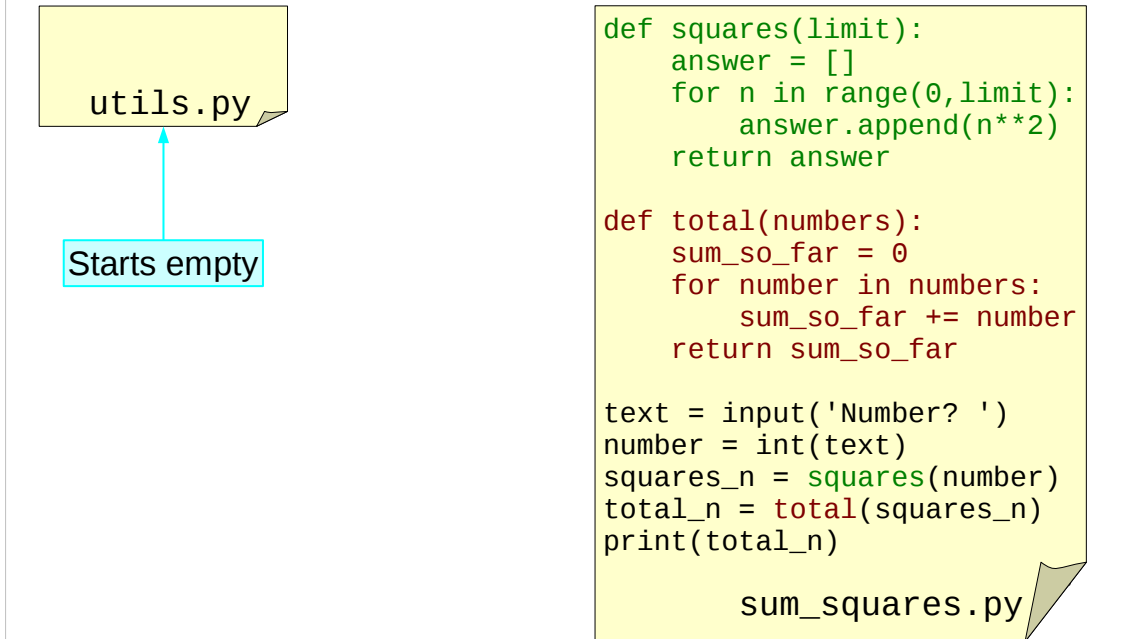 utils.py
Starts empty
def squares(limit):
    answer = []
    for n in range(0,limit):
        answer.append(n**2)
    return answer
def total(numbers):
    sum_so_far = 0
    for number in numbers:
        sum_so_far += number
    return sum_so_far
text = input('Number? ')
number = int(text)
squares_n = squares(number)
total_n = total(squares_n)
print(total_n)
sum_squares.py